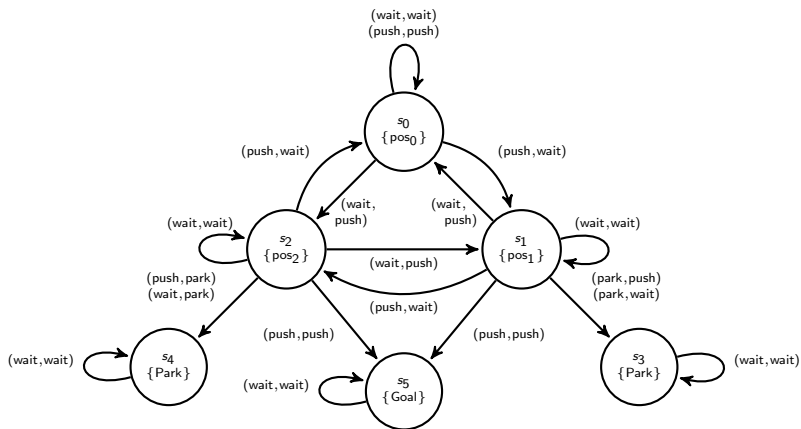 (wait,wait)
(push,push)
s0
{pos0}
(push,wait)
(push,wait)
(wait,
push)
(wait,
push)
(wait,wait)
s2
{pos2}
(wait,push)
s1
{pos1}
(wait,wait)
(push,park)
(wait,park)
(push,wait)
(park,push)
(park,wait)
(push,push)
(push,push)
(wait,wait)
s4
{Park}
(wait,wait)
s5
{Goal}
s3
{Park}
(wait,wait)